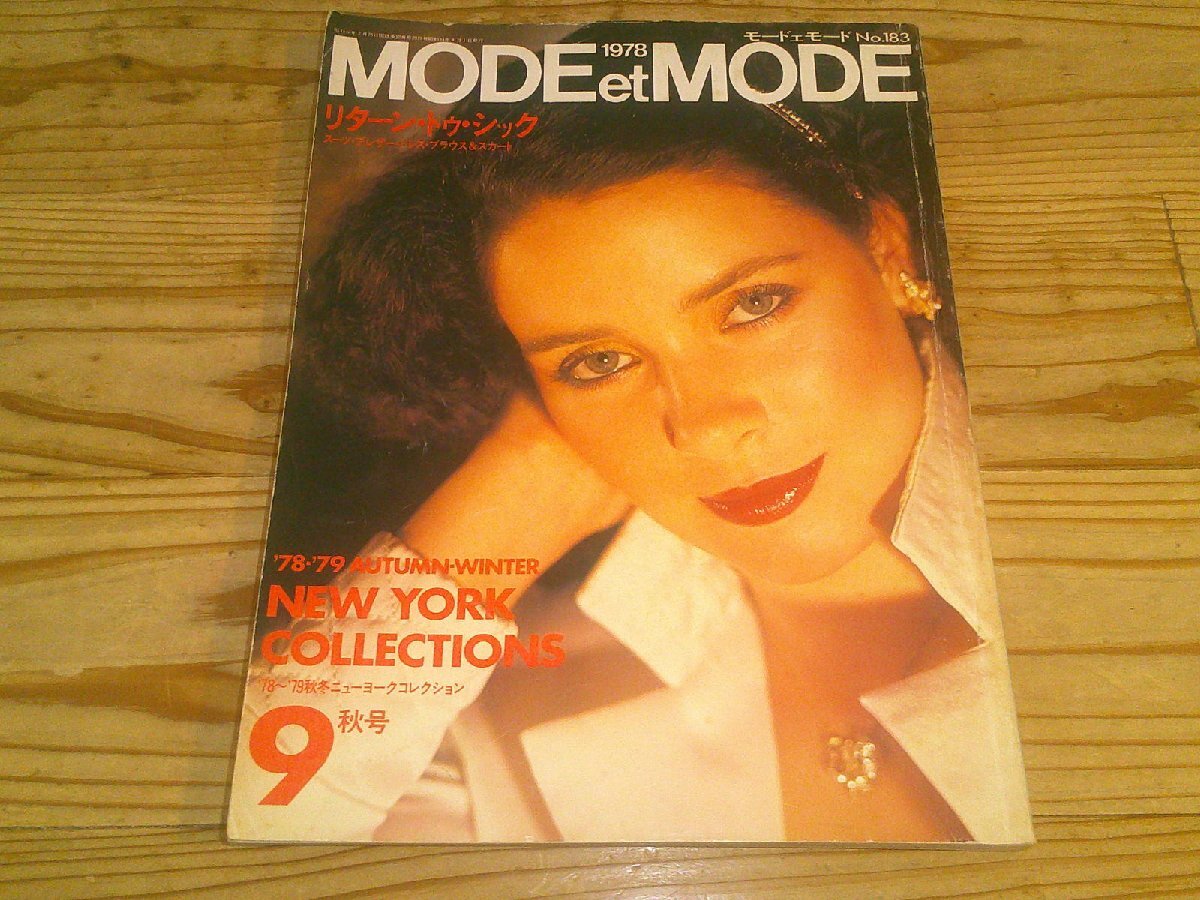 モードエモード No.183
MODE et MODE
1978
リターン・トゥ・シック
スーツ・ブレザー・ドレス・ブラウス&スカート
'78-'79 AUTUMN-WINTER
NEW YORK
COLLECTIONS
'78～'79秋冬ニューヨークコレクション
9 秋号